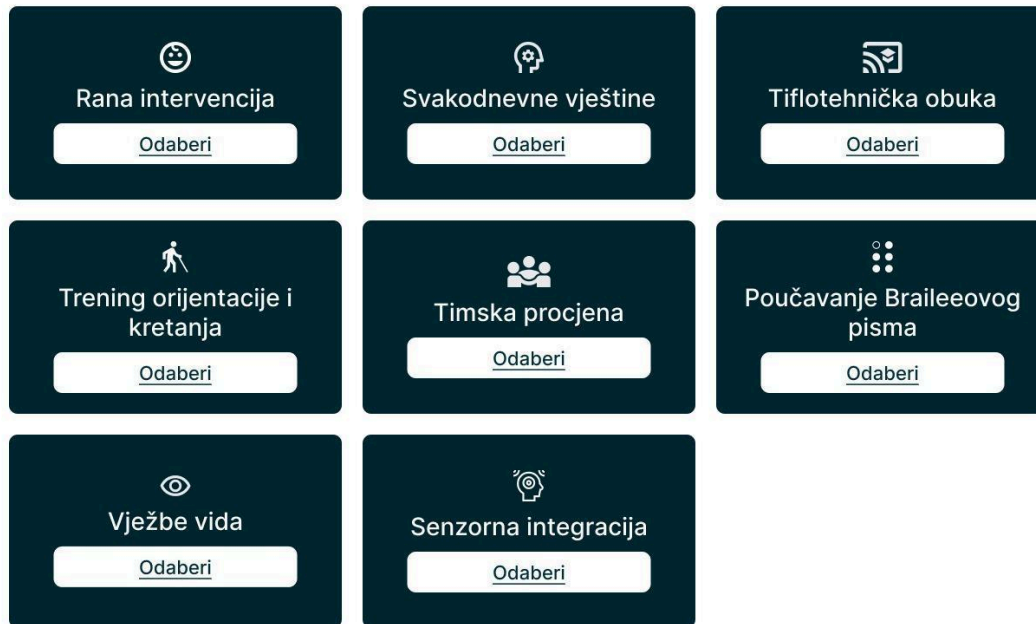 Rana intervencija
Odaberi
Svakodnevne vještine
Odaberi
Tiflotehnička obuka
Odaberi
Trening orijentacije i
kretanja
Odaberi
Timska procjena
Odaberi
Poučavanje Braileeovog
pisma
Odaberi
Vježbe vida
Odaberi
Senzorna integracija
Odaberi